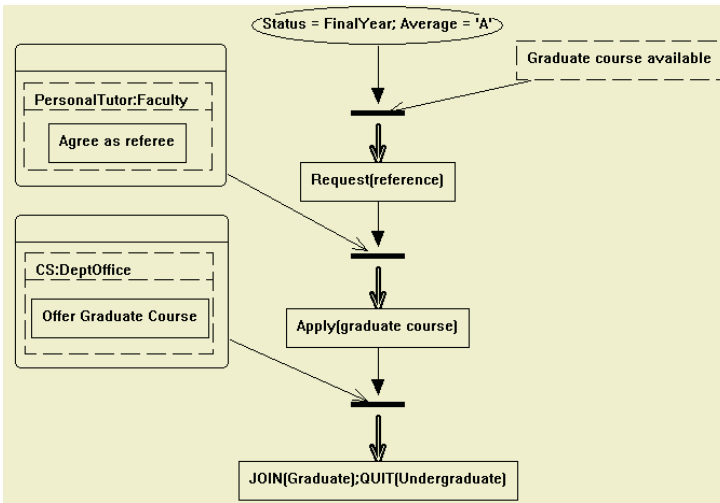 Status = FinalYear; Average = 'A'
Graduate course available
PersonalTutor:Faculty
Agree as referee
Request(reference)
CS:DeptOffice
Offer Graduate Course
Apply(graduate course)
JOIN(Graduate);QUIT(Undergraduate)